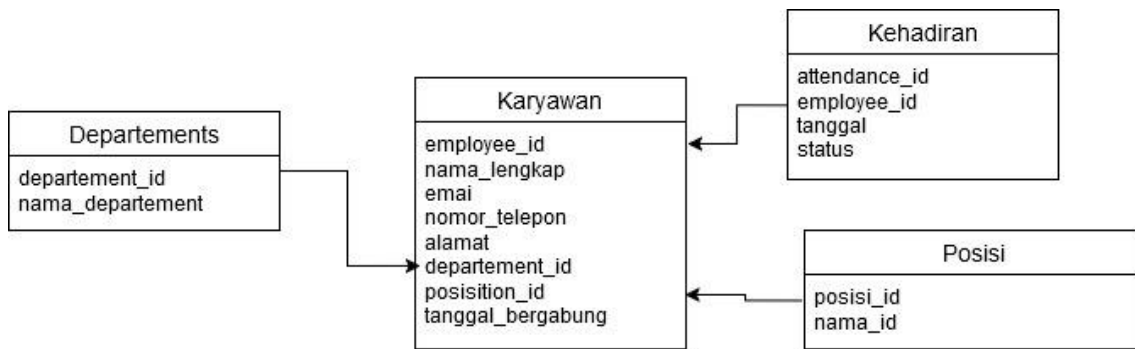 Departements
departement_id
nama_departement
Karyawan
employee_id
nama_lengkap
emai
nomor_telepon
alamat
departement_id
posisition_id
tanggal_bergabung
Kehadiran
attendance_id
employee_id
tanggal
status
Posisi
posisi_id
nama_id